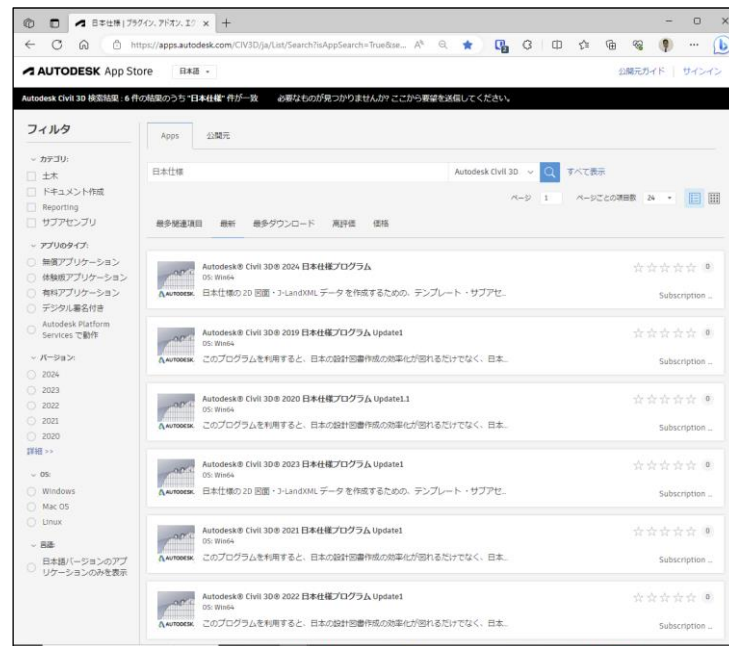 日本仕様 | プラグイン, アドオン, エク
https://apps.autodesk.com/CIV3D/ja/List/Search?isAppSearch=True&se...
AUTODESK App Store
日本語
公開元ガイド | サインイン
Autodesk Civil 3D 検索結果 : 6 件の結果のうち "日本仕様" 件が一致 必要なものが見つかりませんか? ここから要望を送信してください。
フィルタ
カテゴリ:
土木
ドキュメント作成
Reporting
サブアセンブリ
アプリのタイプ:
無償アプリケーション
体験版アプリケーション
有料アプリケーション
デジタル署名付き
Autodesk Platform
Services で動作
バージョン:
2024
2023
2022
2021
2020
詳細 >>
OS:
Windows
Mac OS
Linux
言語:
日本語バージョンのアプ
リケーションのみを表示
Apps 公開元
日本仕様 Autodesk Civil 3D すべて表示
ページ 1 ページごとの項目数 24
最多関連項目 最新 最多ダウンロード 高評価 価格
Autodesk® Civil 3D® 2024 日本仕様プログラム
OS: Win64
日本仕様の 2D 図面・J-LandXML データを作成するための、テンプレート・サブアセ...
0
Subscription ...
AUTODESK.
Autodesk® Civil 3D® 2019 日本仕様プログラム Update1
OS: Win64
このプログラムを利用すると、日本の設計図書作成の効率化が図れるだけでなく、日本...
0
Subscription ...
AUTODESK.
Autodesk® Civil 3D® 2020 日本仕様プログラム Update1.1
OS: Win64
このプログラムを利用すると、日本の設計図書作成の効率化が図れるだけでなく、日本...
0
Subscription ...
AUTODESK.
Autodesk® Civil 3D® 2023 日本仕様プログラム Update1
OS: Win64
日本仕様の 2D 図面・J-LandXML データを作成するための、テンプレート・サブアセ...
0
Subscription ...
AUTODESK.
Autodesk® Civil 3D® 2021 日本仕様プログラム Update1
OS: Win64
このプログラムを利用すると、日本の設計図書作成の効率化が図れるだけでなく、日本...
0
Subscription ...
AUTODESK.
Autodesk® Civil 3D® 2022 日本仕様プログラム Update1
OS: Win64
このプログラムを利用すると、日本の設計図書作成の効率化が図れるだけでなく、日本...
0
Subscription ...
AUTODESK.